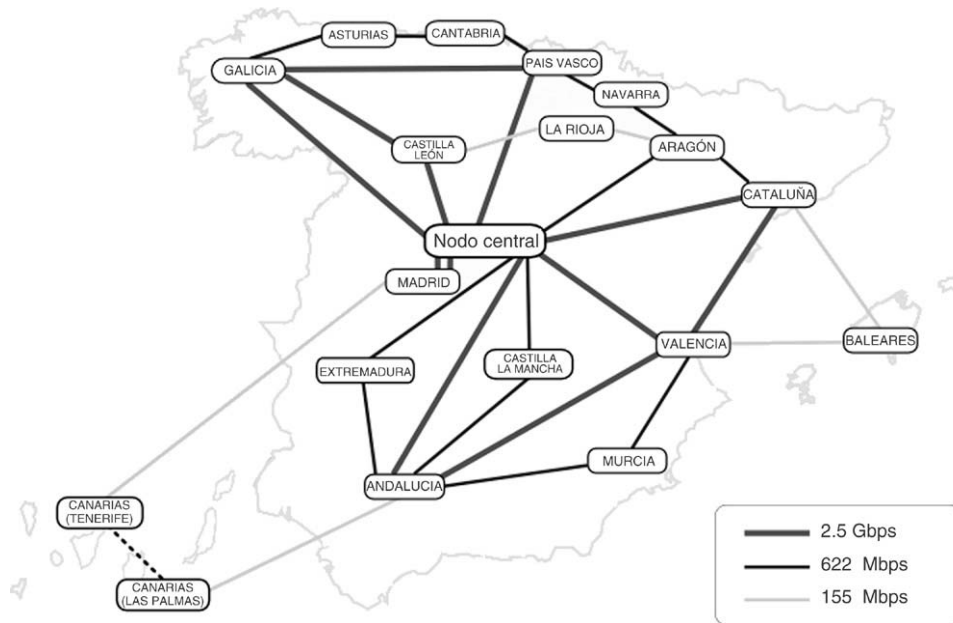 ASTURIAS
CANTABRIA
GALICIA
PAIS VASCO
NAVARRA
LA RIOJA
CASTILLA
LEÓN
ARAGÓN
CATALUÑA
Nodo central
MADRID
VALENCIA
BALEARES
EXTREMADURA
CASTILLA
LA MANCHA
MURCIA
ANDALUCIA
CANARIAS
(TENERIFE)
CANARIAS
(LAS PALMAS)
2.5 Gbps
622 Mbps
155 Mbps